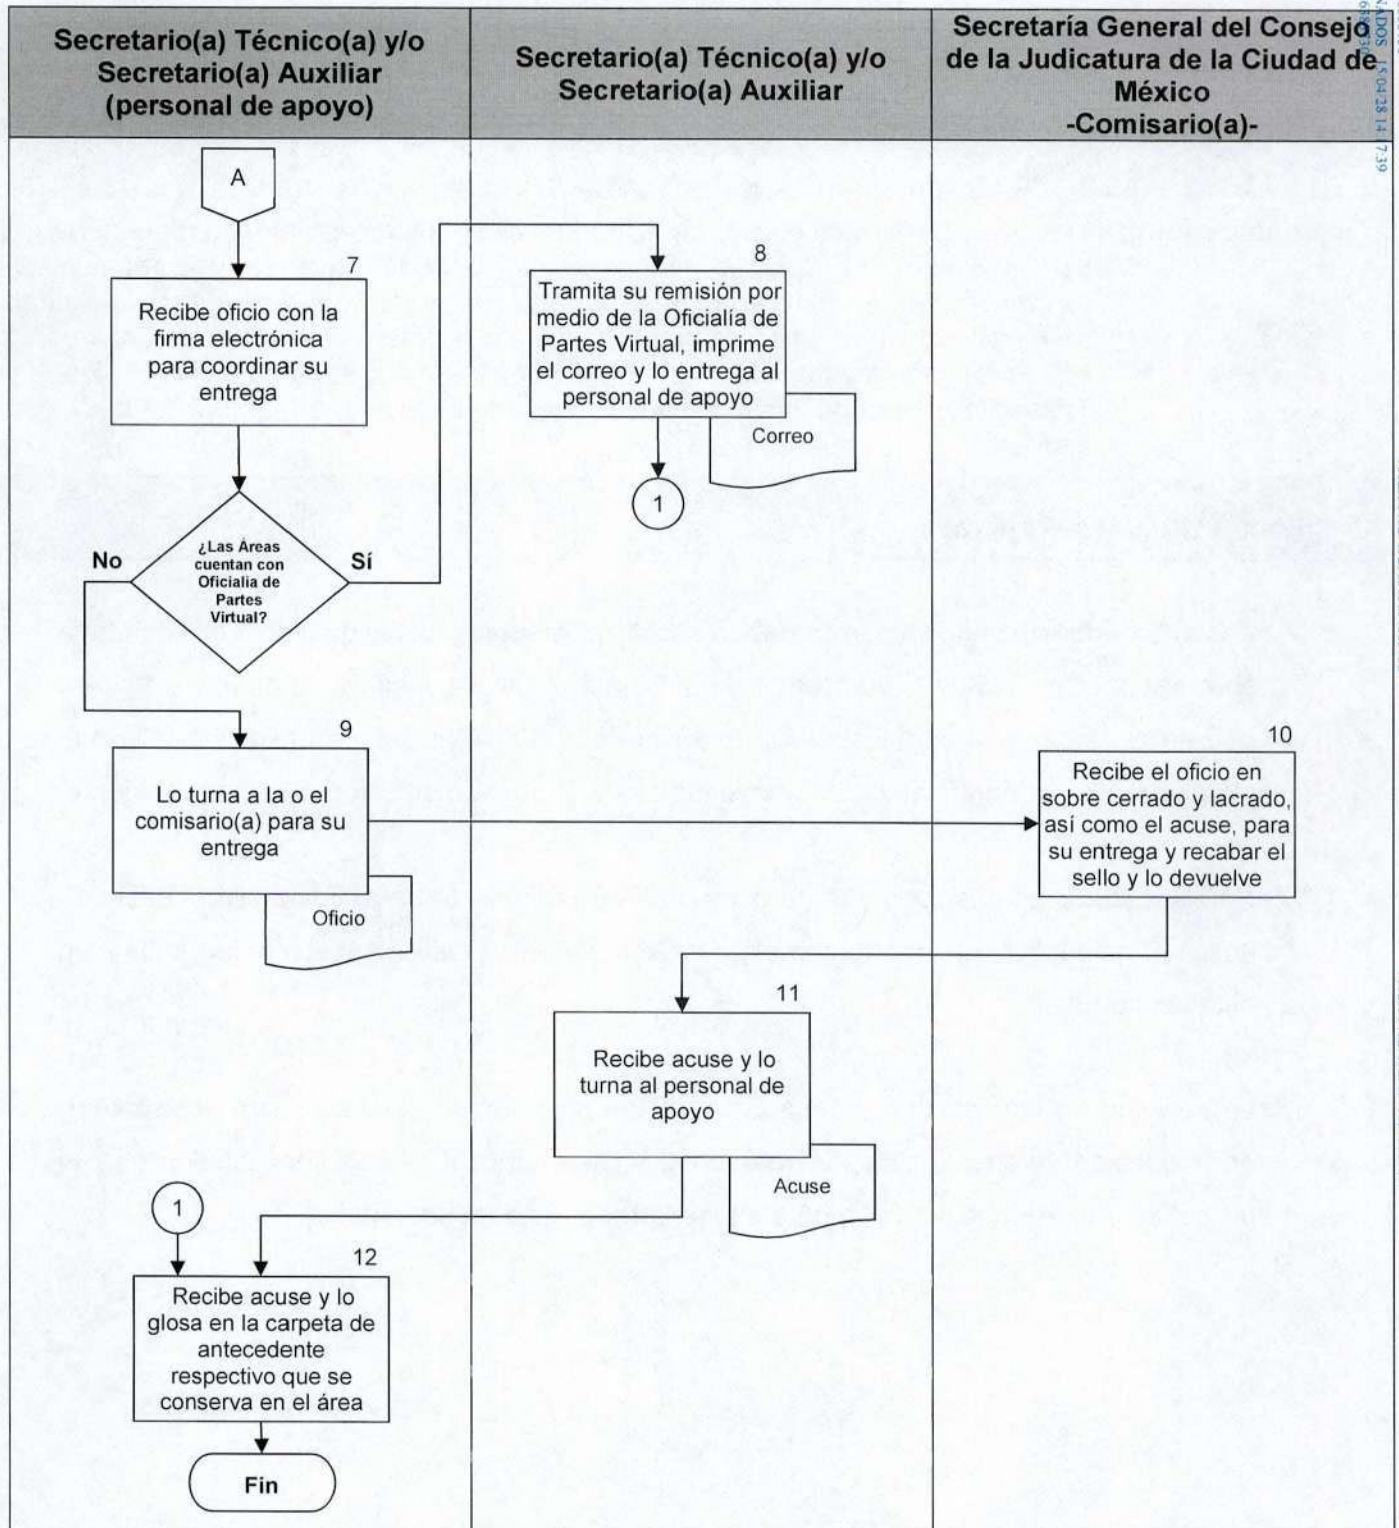 Secretario(a) Técnico(a) y/o
Secretario(a) Auxiliar
(personal de apoyo)
Secretario(a) Técnico(a) y/o
Secretario(a) Auxiliar
Secretaría General del Consejo
de la Judicatura de la Ciudad de
México
-Comisario(a)-
A
7
Recibe oficio con la
firma electrónica
para coordinar su
entrega
8
Tramita su remisión por
medio de la Oficialía de
Partes Virtual, imprime
el correo y lo entrega al
personal de apoyo
Correo
1
No
¿Las Áreas
cuentan con
Oficialia de
Partes
Virtual?
Sí
9
Lo turna a la o el
comisario(a) para su
entrega
Oficio
10
Recibe el oficio en
sobre cerrado y lacrado,
así como el acuse, para
su entrega y recabar el
sello y lo devuelve
11
Recibe acuse y lo
turna al personal de
apoyo
Acuse
1
12
Recibe acuse y lo
glosa en la carpeta de
antecedente
respectivo que se
conserva en el área
Fin